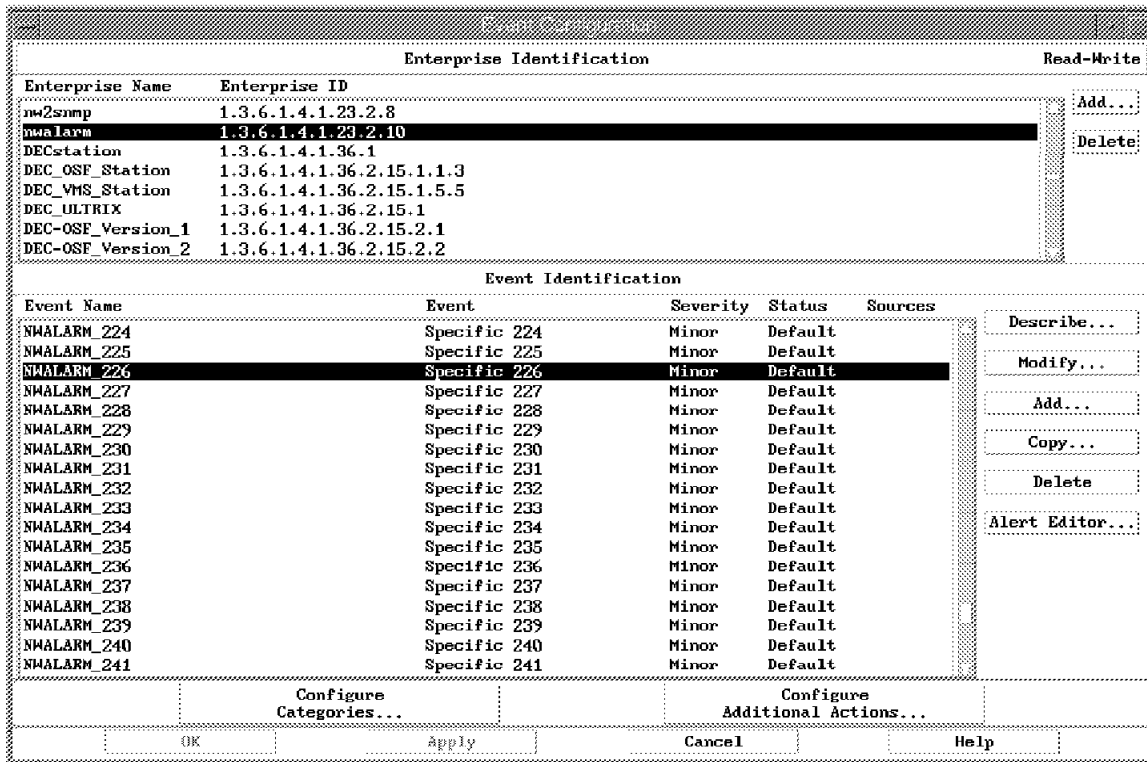 Event Configuration
Enterprise Identification Read-Write
Enterprise Name Enterprise ID
nw2snmp 1.3.6.1.4.1.23.2.8
nwalarm 1.3.6.1.4.1.23.2.10
DECstation 1.3.6.1.4.1.36.1
DEC_OSF_Station 1.3.6.1.4.1.36.2.15.1.1.3
DEC_VMS_Station 1.3.6.1.4.1.36.2.15.1.5.5
DEC_ULTRIX 1.3.6.1.4.1.36.2.15.1
DEC-OSF_Version_1 1.3.6.1.4.1.36.2.15.2.1
DEC-OSF_Version_2 1.3.6.1.4.1.36.2.15.2.2
Add...
Delete
Event Identification
Event Name Event Severity Status Sources
NWALARM_224 Specific 224 Minor Default
NWALARM_225 Specific 225 Minor Default
NWALARM_226 Specific 226 Minor Default
NWALARM_227 Specific 227 Minor Default
NWALARM_228 Specific 228 Minor Default
NWALARM_229 Specific 229 Minor Default
NWALARM_230 Specific 230 Minor Default
NWALARM_231 Specific 231 Minor Default
NWALARM_232 Specific 232 Minor Default
NWALARM_233 Specific 233 Minor Default
NWALARM_234 Specific 234 Minor Default
NWALARM_235 Specific 235 Minor Default
NWALARM_236 Specific 236 Minor Default
NWALARM_237 Specific 237 Minor Default
NWALARM_238 Specific 238 Minor Default
NWALARM_239 Specific 239 Minor Default
NWALARM_240 Specific 240 Minor Default
NWALARM_241 Specific 241 Minor Default
Describe...
Modify...
Add...
Copy...
Delete
Alert Editor...
Configure
Categories...
Configure
Additional Actions...
OK Apply Cancel Help